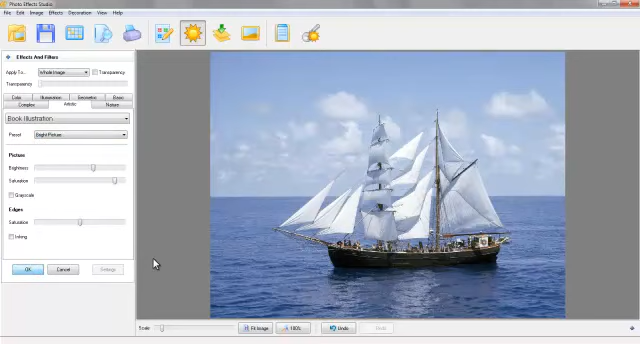 Photo Effects Studio
File Edit Image Effects Decoration View Help
Effects And Filters
Apply To... Whole Image Transparency
Transparency
Color Illumination Geometric Basic
Complex Artistic Nature
Book Illustration
Preset Bright Picture
Picture
Brightness
Saturation
Grayscale
Edges
Saturation
Inking
OK Cancel Settings
Scale Fit Image 100% Undo